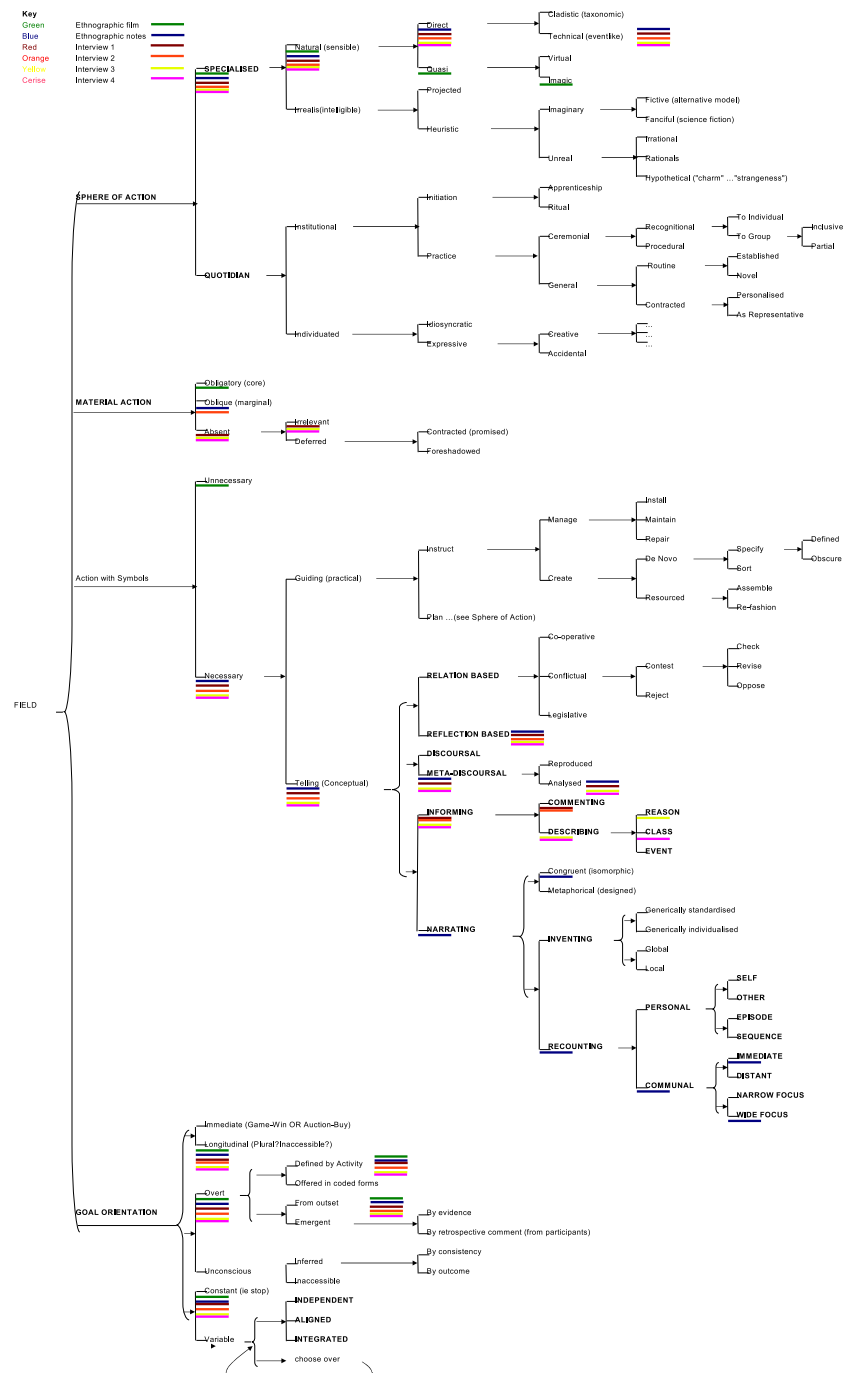 Key
Green Ethnographic film
Blue Ethnographic notes
Red Interview 1
Orange Interview 2
Yellow Interview 3
Cerise Interview 4
FIELD
SPHERE OF ACTION
SPECIALISED
Natural (sensible)
Direct
Cladistic (taxonomic)
Technical (eventlike)
Quasi
Virtual
Imagic
Irrealis(intelligible)
Projected
Heuristic
Imaginary
Fictive (alternative model)
Fanciful (science fiction)
Unreal
Irrational
Rationals
Hypothetical ("charm" ..."strangeness")
QUOTIDIAN
Institutional
Initiation
Apprenticeship
Ritual
Practice
Ceremonial
Recognitional
To Individual
To Group
Inclusive
Partial
Procedural
General
Routine
Established
Novel
Contracted
Personalised
As Representative
Individuated
Idiosyncratic
Expressive
Creative
...
...
...
Accidental
MATERIAL ACTION
Obligatory (core)
Oblique (marginal)
Absent
Irrelevant
Deferred
Contracted (promised)
Foreshadowed
Action with Symbols
Unnecessary
Necessary
Guiding (practical)
Instruct
Manage
Install
Maintain
Repair
Create
De Novo
Specify
Defined
Obscure
Sort
Resourced
Assemble
Re-fashion
Plan ...(see Sphere of Action)
Telling (Conceptual)
RELATION BASED
Co-operative
Conflictual
Contest
Check
Revise
Oppose
Reject
Legislative
REFLECTION BASED
DISCOURSAL
META-DISCOURSAL
Reproduced
Analysed
INFORMING
COMMENTING
DESCRIBING
REASON
CLASS
EVENT
NARRATING
Congruent (isomorphic)
Metaphorical (designed)
INVENTING
Generically standardised
Generically individualised
Global
Local
RECOUNTING
PERSONAL
SELF
OTHER
EPISODE
SEQUENCE
COMMUNAL
IMMEDIATE
DISTANT
NARROW FOCUS
WIDE FOCUS
GOAL ORIENTATION
Immediate (Game-Win OR Auction-Buy)
Longitudinal (Plural?Inaccessible?)
Overt
Defined by Activity
Offered in coded forms
From outset
Emergent
By evidence
By retrospective comment (from participants)
Unconscious
Inferred
By consistency
By outcome
Inaccessible
Constant (ie stop)
Variable
INDEPENDENT
ALIGNED
INTEGRATED
choose over